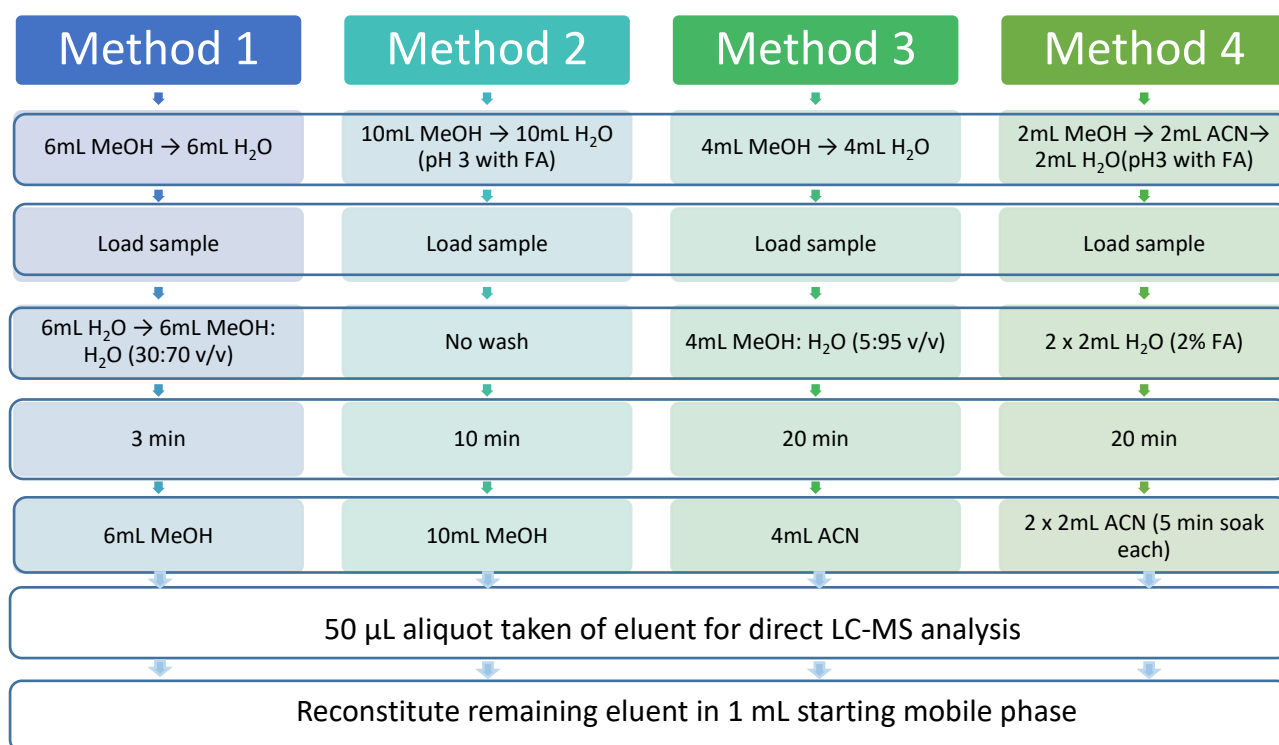 Method 1
Method 2
Method 3
Method 4
6mL MeOH → 6mL H₂O
10mL MeOH → 10mL H₂O
(pH 3 with FA)
4mL MeOH → 4mL H₂O
2mL MeOH → 2mL ACN→
2mL H₂O(pH3 with FA)
Load sample
Load sample
Load sample
Load sample
6mL H₂O → 6mL MeOH:
H₂O (30:70 v/v)
No wash
4mL MeOH: H₂O (5:95 v/v)
2 x 2mL H₂O (2% FA)
3 min
10 min
20 min
20 min
6mL MeOH
10mL MeOH
4mL ACN
2 x 2mL ACN (5 min soak
each)
50 µL aliquot taken of eluent for direct LC-MS analysis
Reconstitute remaining eluent in 1 mL starting mobile phase